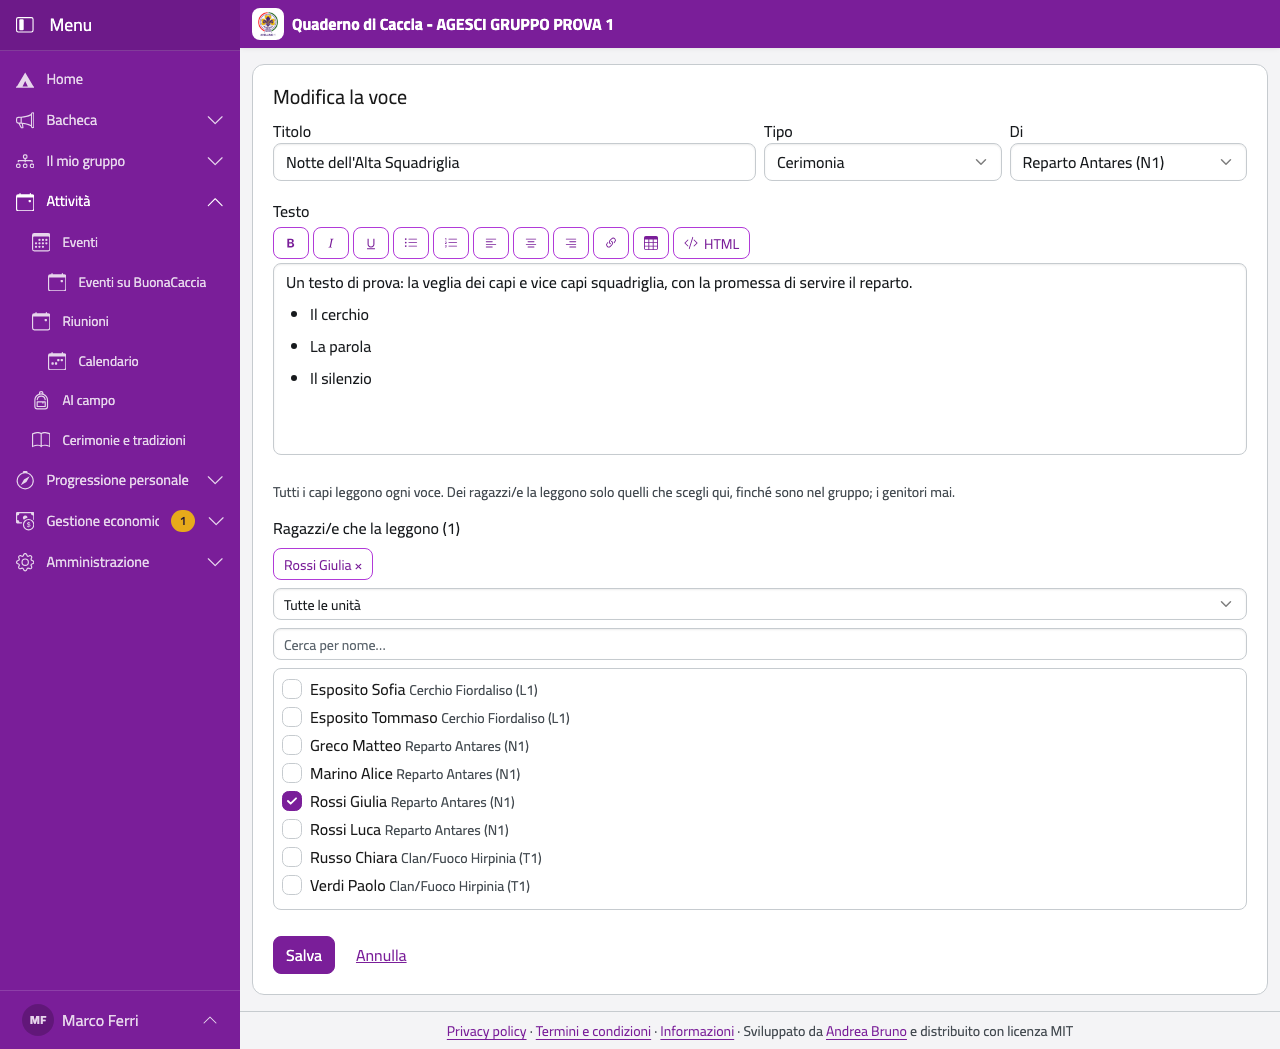 Menu
Quaderno di Caccia - AGESCI GRUPPO PROVA 1
Home
Bacheca
Il mio gruppo
Attività
Eventi
Eventi su BuonaCaccia
Riunioni
Calendario
Al campo
Cerimonie e tradizioni
Progressione personale
Gestione economic
1
Amministrazione
MF
Marco Ferri
Modifica la voce
Titolo
Tipo
Di
Notte dell'Alta Squadriglia
Cerimonia
Reparto Antares (N1)
Testo
B I U </> HTML
Un testo di prova: la veglia dei capi e vice capi squadriglia, con la promessa di servire il reparto.
• Il cerchio
• La parola
• Il silenzio
Tutti i capi leggono ogni voce. Dei ragazzi/e la leggono solo quelli che scegli qui, finché sono nel gruppo; i genitori mai.
Ragazzi/e che la leggono (1)
Rossi Giulia ×
Tutte le unità
Cerca per nome...
Esposito Sofia Cerchio Fiordaliso (L1)
Esposito Tommaso Cerchio Fiordaliso (L1)
Greco Matteo Reparto Antares (N1)
Marino Alice Reparto Antares (N1)
Rossi Giulia Reparto Antares (N1)
Rossi Luca Reparto Antares (N1)
Russo Chiara Clan/Fuoco Hirpinia (T1)
Verdi Paolo Clan/Fuoco Hirpinia (T1)
Salva
Annulla
Privacy policy · Termini e condizioni · Informazioni · Sviluppato da Andrea Bruno e distribuito con licenza MIT